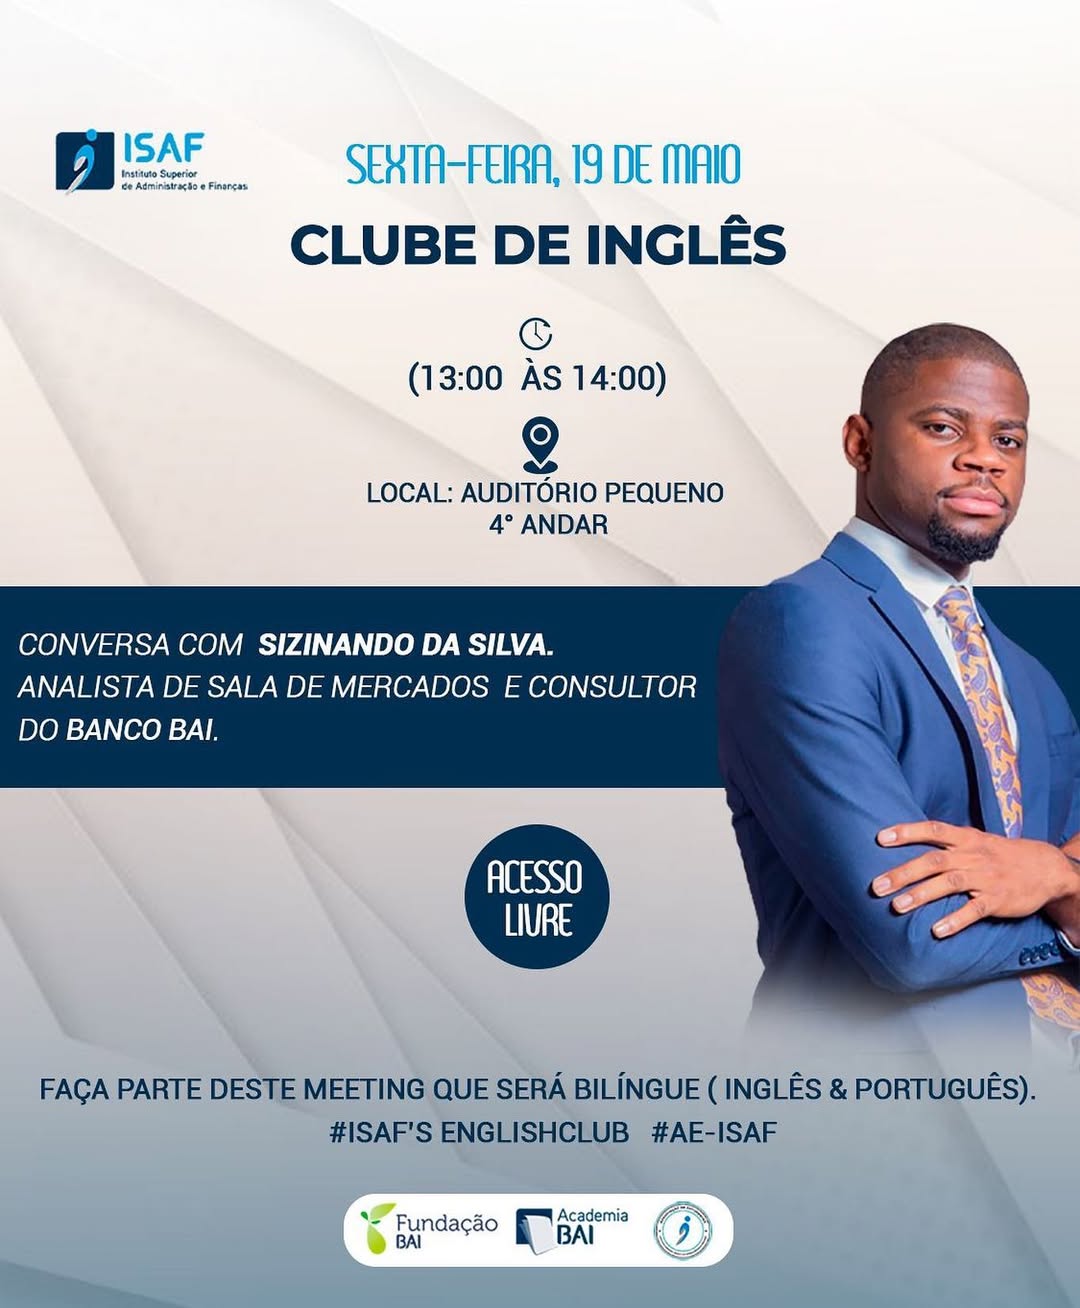 ISAF
Instituto Superior
de Administração e Finanças
SEXTA-FEIRA, 19 DE MAIO
CLUBE DE INGLÊS
(13:00 ÀS 14:00)
LOCAL: AUDITÓRIO PEQUENO
4° ANDAR
CONVERSA COM SIZINANDO DA SILVA.
ANALISTA DE SALA DE MERCADOS E CONSULTOR
DO BANCO BAI.
ACESSO
LIVRE
FAÇA PARTE DESTE MEETING QUE SERÁ BILÍNGUE ( INGLÊS & PORTUGUÊS).
#ISAF'S ENGLISHCLUB #AE-ISAF
Fundação
BAI
Academia
BAI